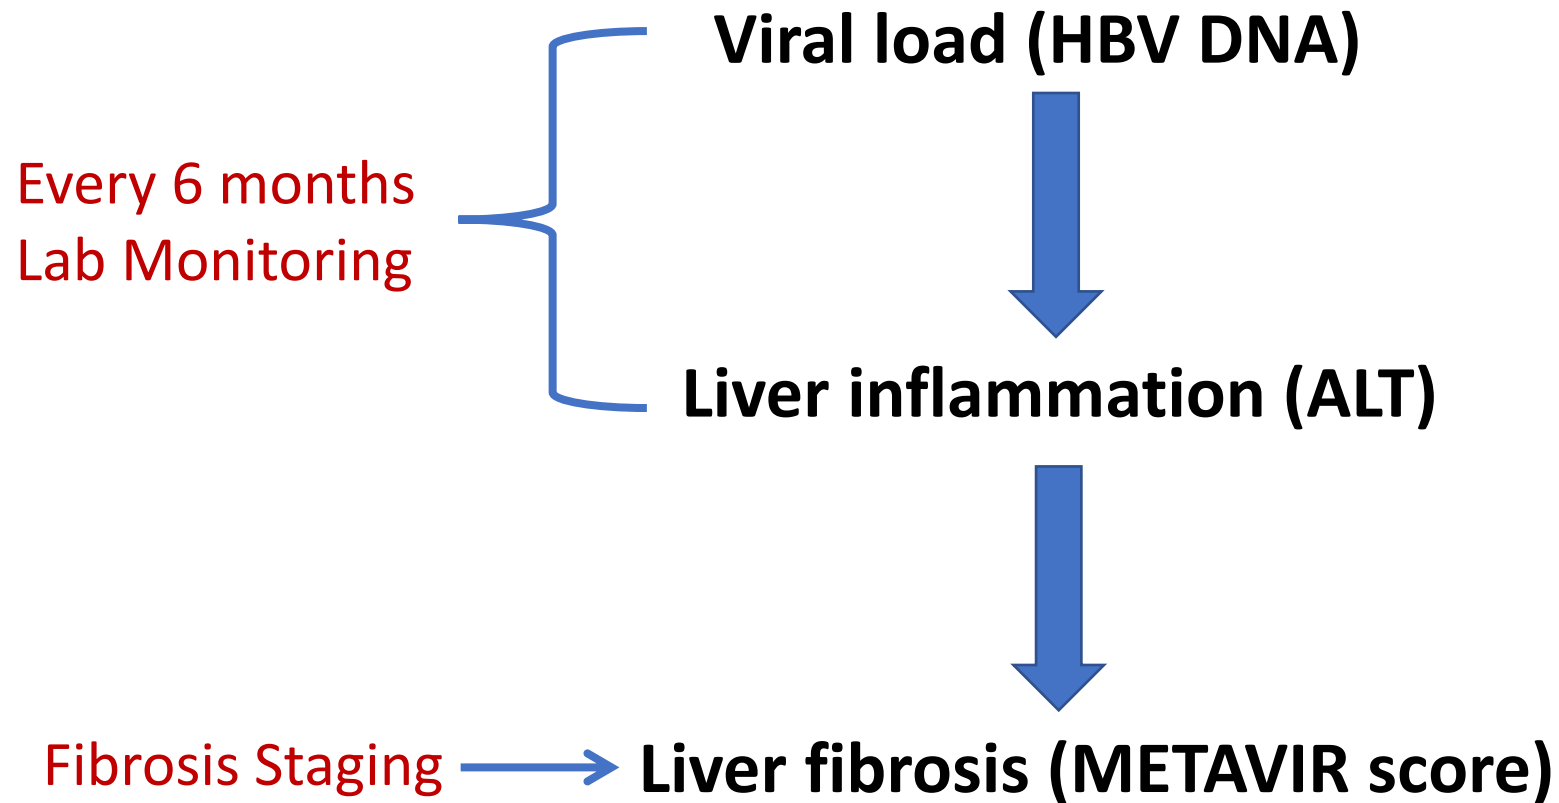 Viral load (HBV DNA)
Every 6 months
Lab Monitoring
Liver inflammation (ALT)
Fibrosis Staging
Liver fibrosis (METAVIR score)